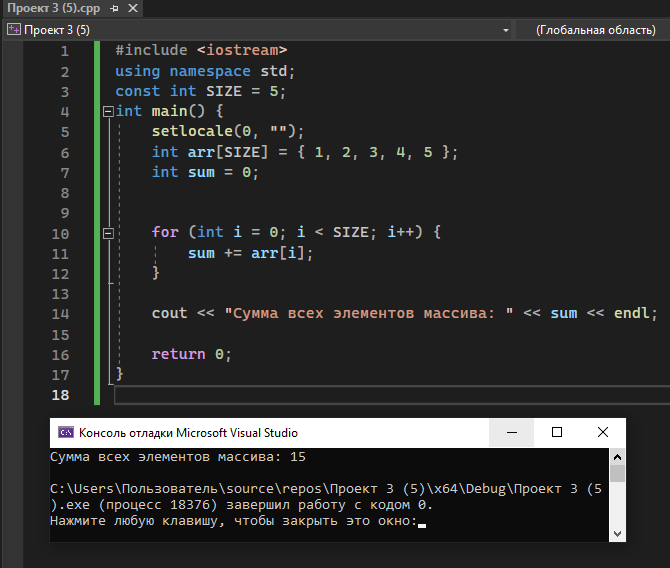 Проект 3 (5).cpp
Проект 3 (5)
(Глобальная область)
1 #include <iostream>
2 using namespace std;
3 const int SIZE = 5;
4 int main() {
5 setlocale(0, "");
6 int arr[SIZE] = { 1, 2, 3, 4, 5 };
7 int sum = 0;
8
9
10 for (int i = 0; i < SIZE; i++) {
11 sum += arr[i];
12 }
13
14 cout << "Сумма всех элементов массива: " << sum << endl;
15
16 return 0;
17 }
18
Консоль отладки Microsoft Visual Studio
Сумма всех элементов массива: 15
C:\Users\Пользователь\source\repos\Проект 3 (5)\x64\Debug\Проект 3 (5
).exe (процесс 18376) завершил работу с кодом 0.
Нажмите любую клавишу, чтобы закрыть это окно: